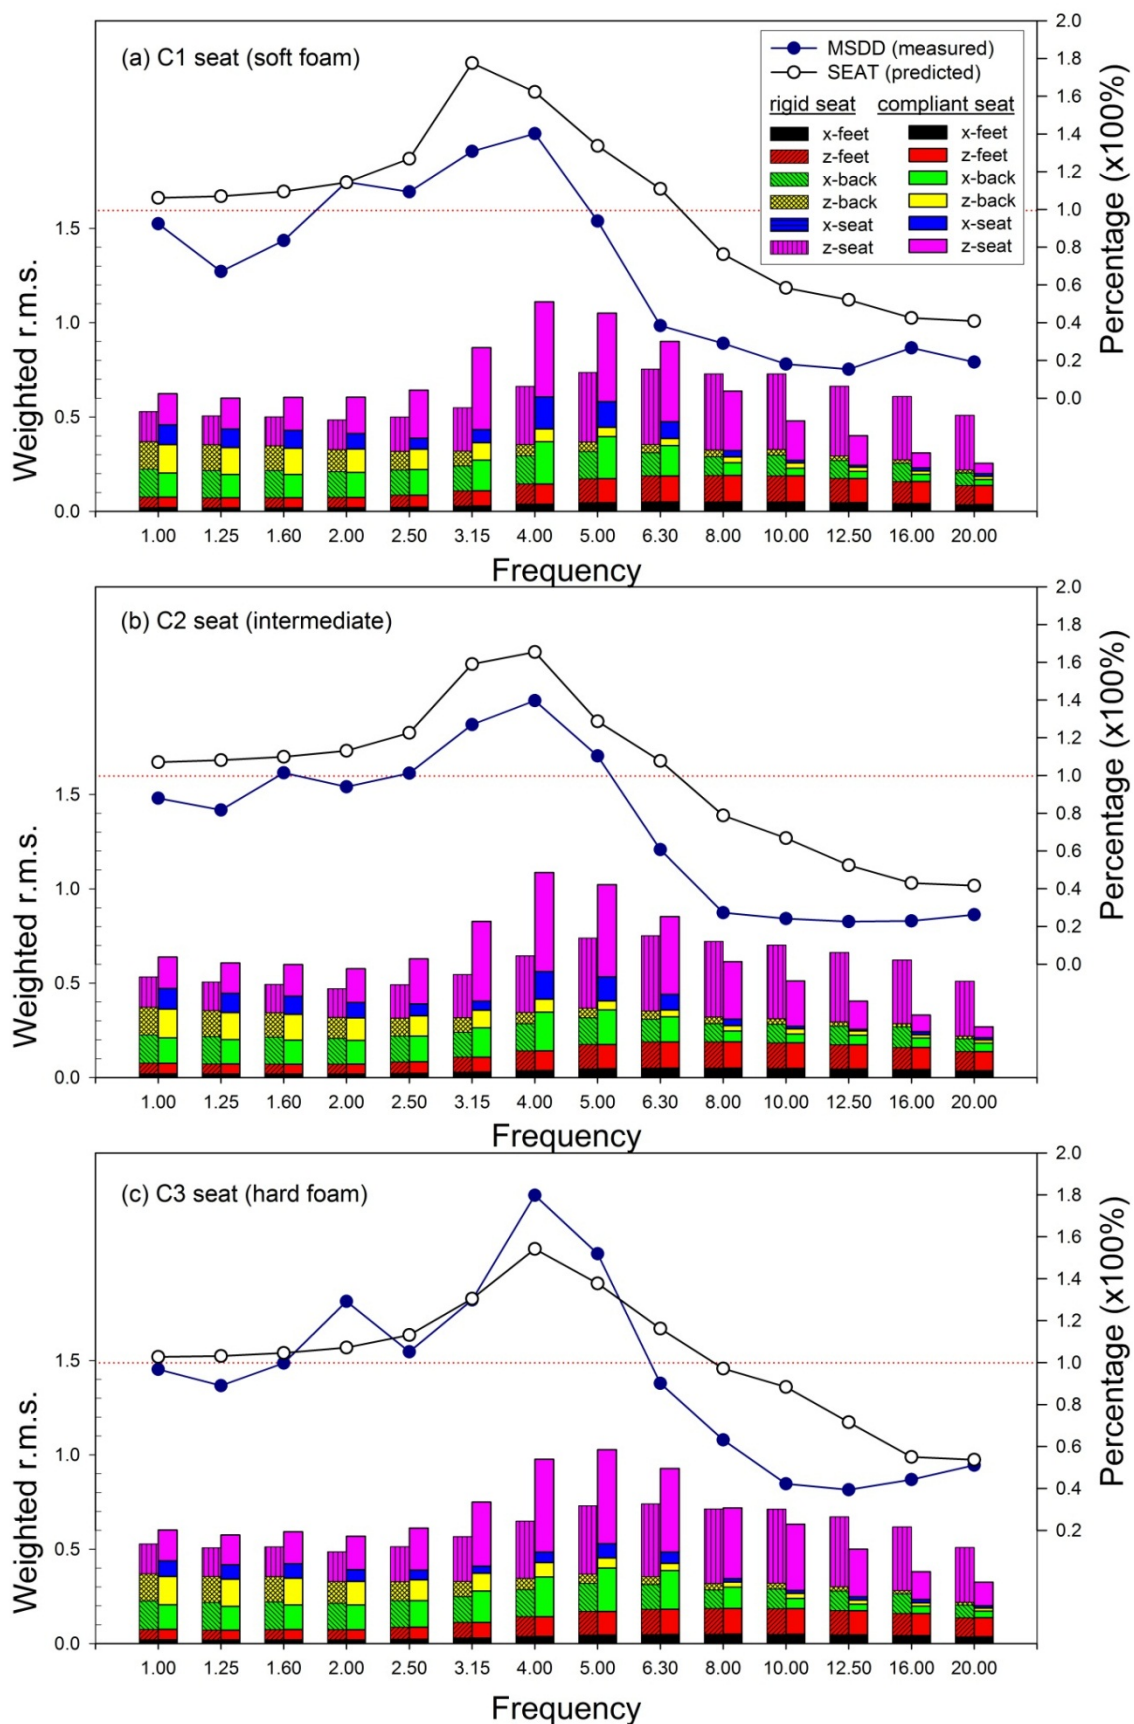 (a) C1 seat (soft foam)
MSDD (measured)
SEAT (predicted)
rigid seat compliant seat
x-feet x-feet
z-feet z-feet
x-back x-back
z-back z-back
x-seat x-seat
z-seat z-seat
Weighted r.m.s.
1.5
1.0
0.5
0.0
Percentage (x100%)
2.0
1.8
1.6
1.4
1.2
1.0
0.8
0.6
0.4
0.2
0.0
1.00 1.25 1.60 2.00 2.50 3.15 4.00 5.00 6.30 8.00 10.00 12.50 16.00 20.00
Frequency
(b) C2 seat (intermediate)
Weighted r.m.s.
1.5
1.0
0.5
0.0
Percentage (x100%)
2.0
1.8
1.6
1.4
1.2
1.0
0.8
0.6
0.4
0.2
0.0
1.00 1.25 1.60 2.00 2.50 3.15 4.00 5.00 6.30 8.00 10.00 12.50 16.00 20.00
Frequency
(c) C3 seat (hard foam)
Weighted r.m.s.
1.5
1.0
0.5
0.0
Percentage (x100%)
2.0
1.8
1.6
1.4
1.2
1.0
0.8
0.6
0.4
0.2
1.00 1.25 1.60 2.00 2.50 3.15 4.00 5.00 6.30 8.00 10.00 12.50 16.00 20.00
Frequency